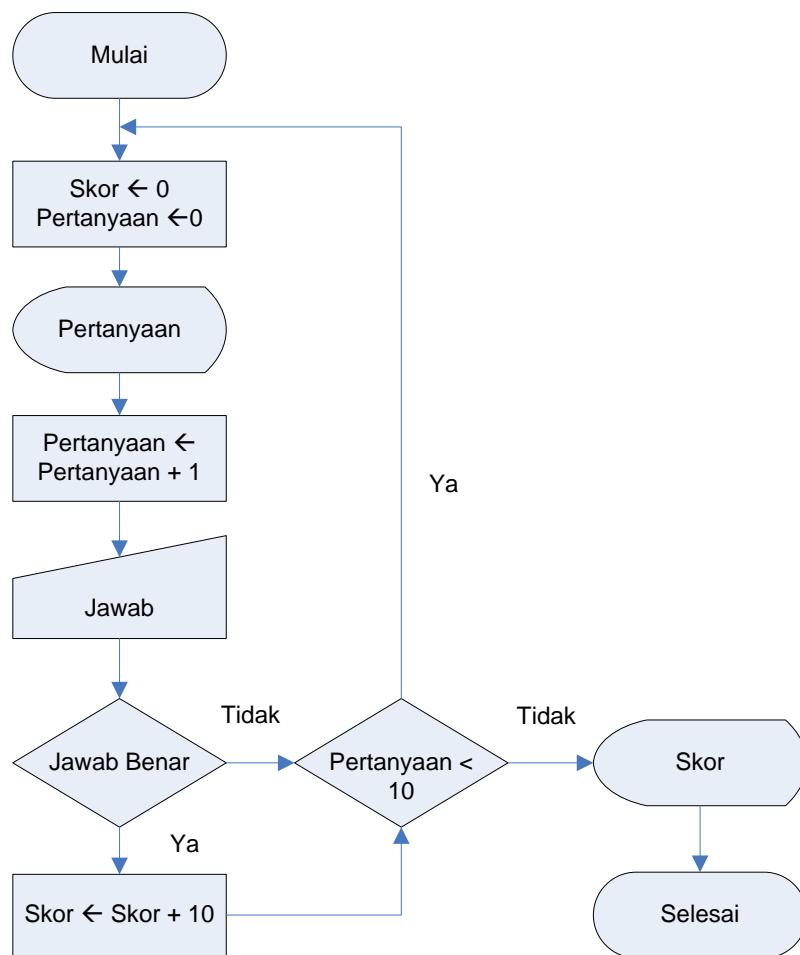 Mulai
Skor ← 0
Pertanyaan ←0
Pertanyaan
Pertanyaan ←
Pertanyaan + 1
Ya
Jawab
Jawab Benar
Tidak
Pertanyaan <
10
Tidak
Skor
Ya
Skor ← Skor + 10
Selesai